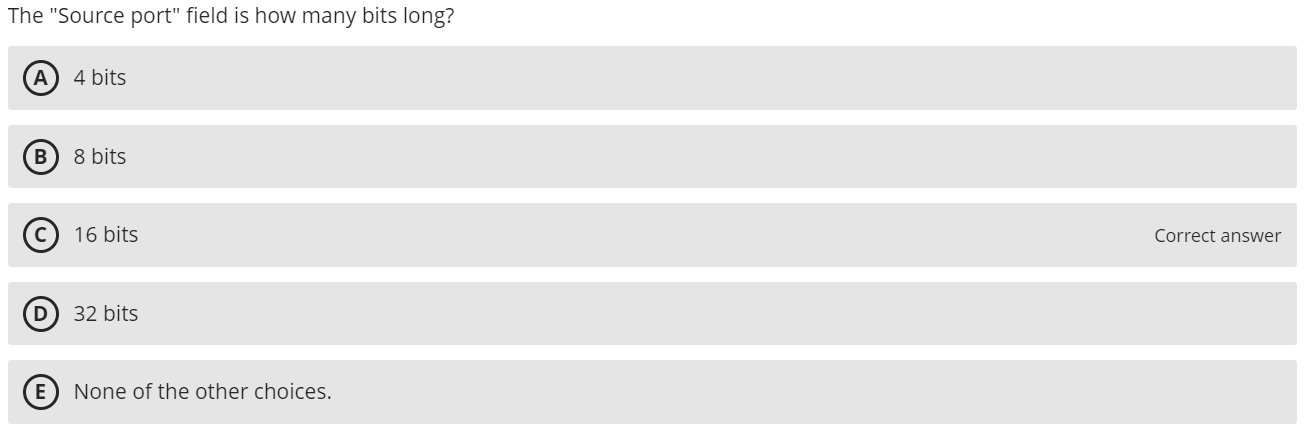 The "Source port" field is how many bits long?
A 4 bits
B 8 bits
C 16 bits Correct answer
D 32 bits
E None of the other choices.